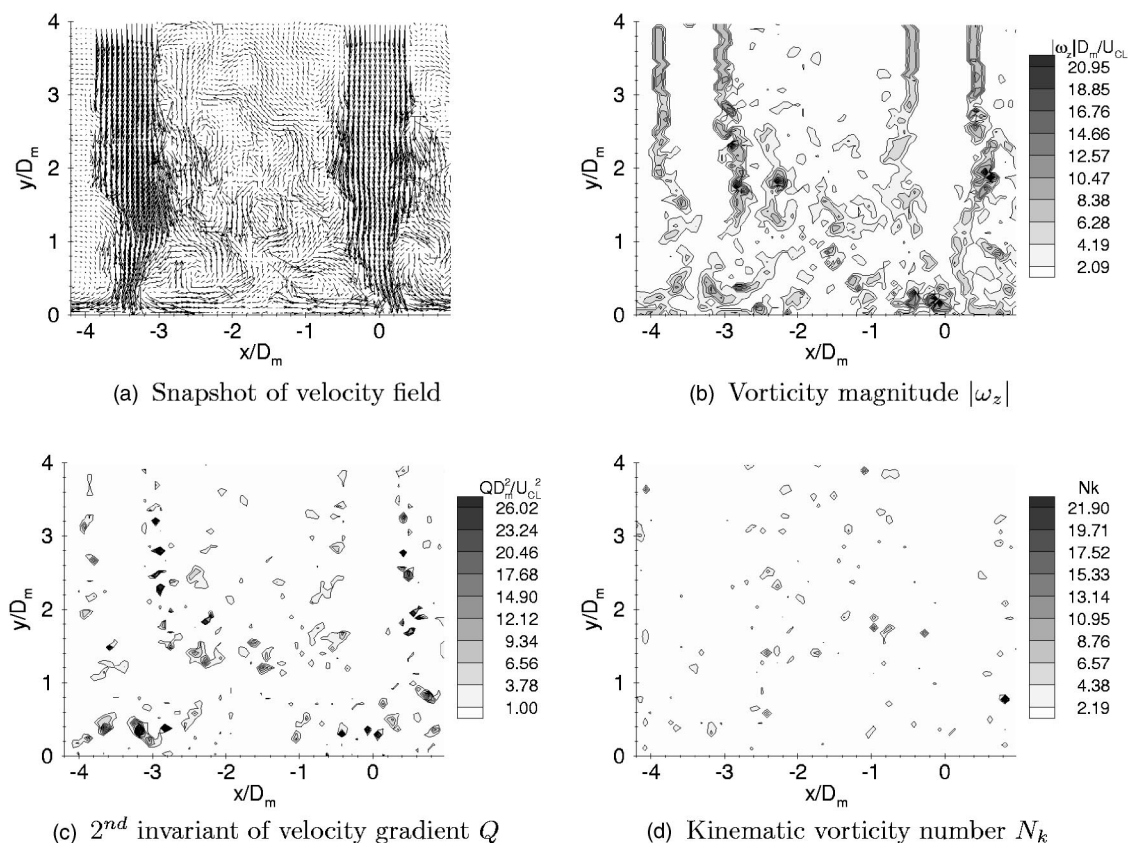 4
3
2
1
0
y/D_m
-4 -3 -2 -1 0
x/D_m
(a) Snapshot of velocity field
4
3
2
1
0
y/D_m
-4 -3 -2 -1 0
x/D_m
|ω_z|D_m/U_CL
20.95
18.85
16.76
14.66
12.57
10.47
8.38
6.28
4.19
2.09
(b) Vorticity magnitude |ω_z|
4
3
2
1
0
y/D_m
-4 -3 -2 -1 0
x/D_m
QD_m^2/U_CL^2
26.02
23.24
20.46
17.68
14.90
12.12
9.34
6.56
3.78
1.00
(c) 2^nd invariant of velocity gradient Q
4
3
2
1
0
y/D_m
-4 -3 -2 -1 0
x/D_m
Nk
21.90
19.71
17.52
15.33
13.14
10.95
8.76
6.57
4.38
2.19
(d) Kinematic vorticity number N_k